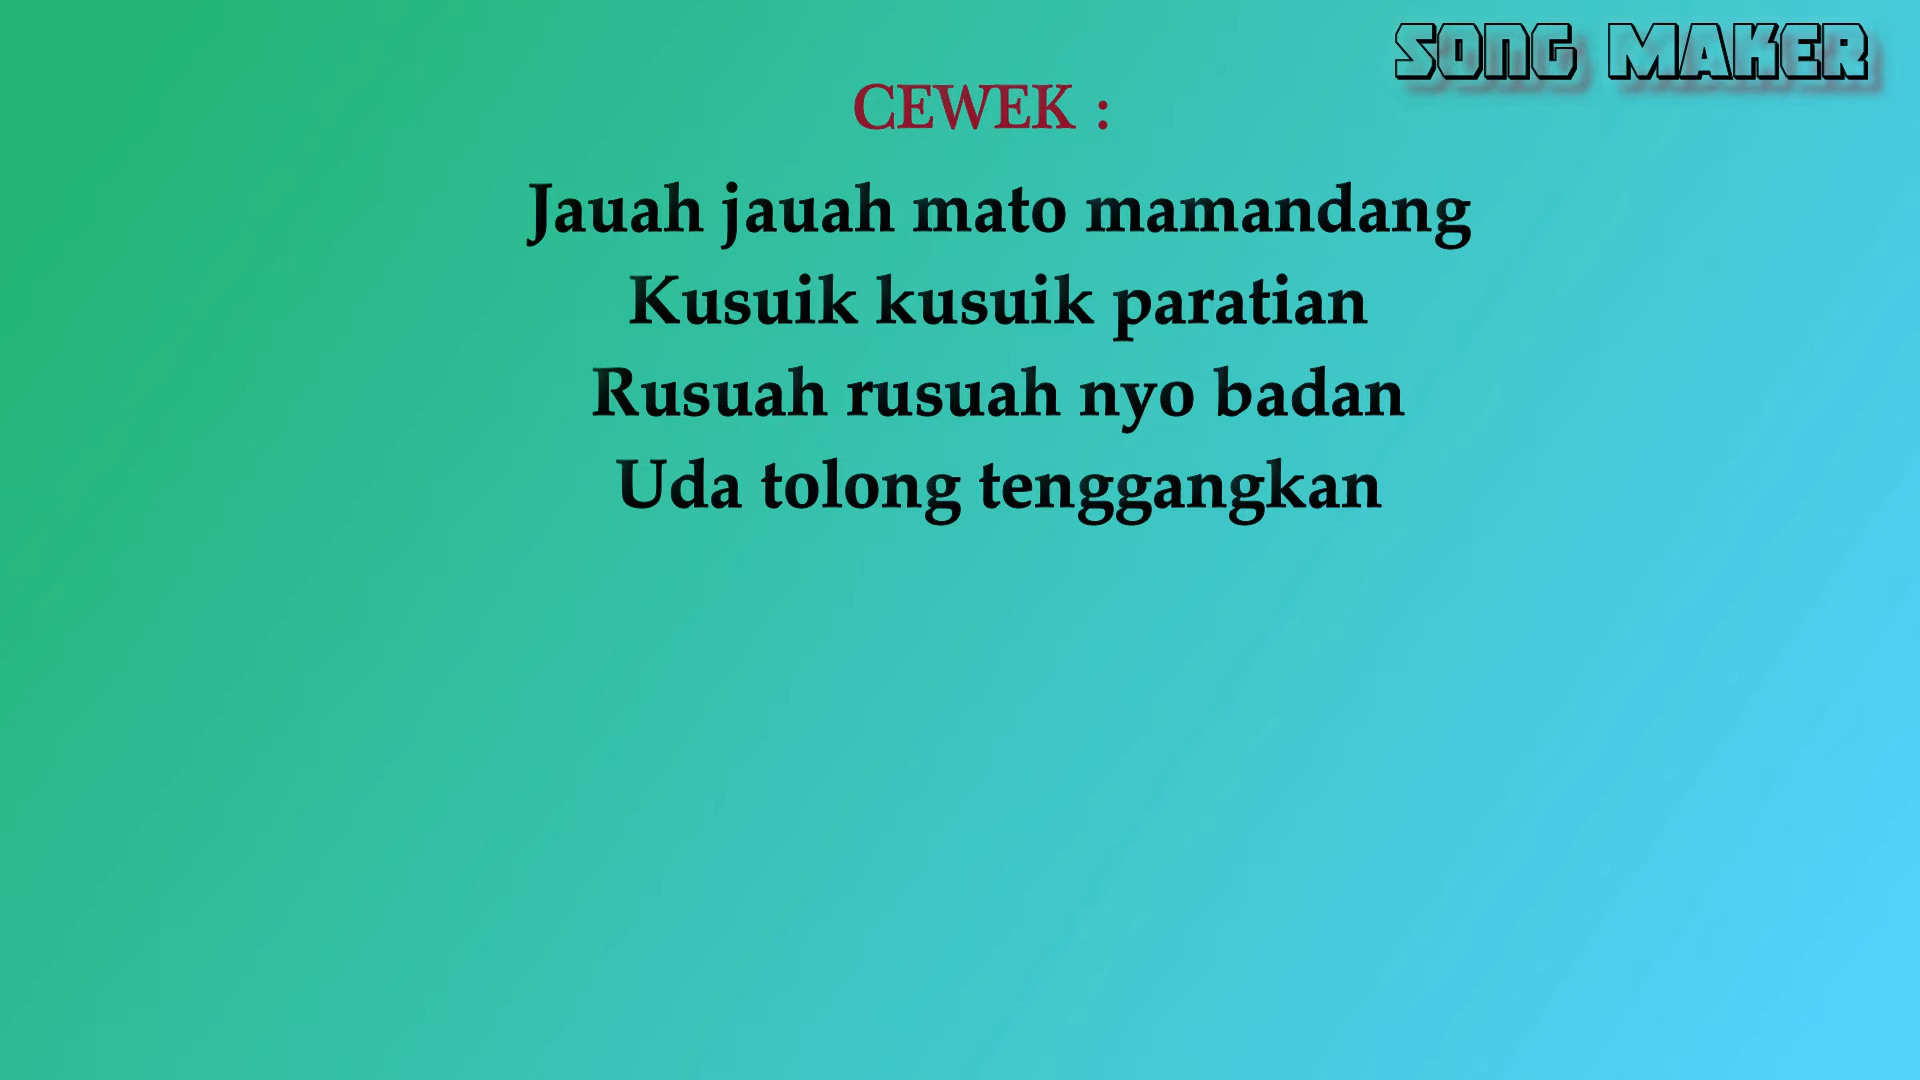 SONG MAKER
CEWEK :
Jauah jauah mato mamandang
Kusuik kusuik paratian
Rusuah rusuah nyo badan
Uda tolong tenggangkan